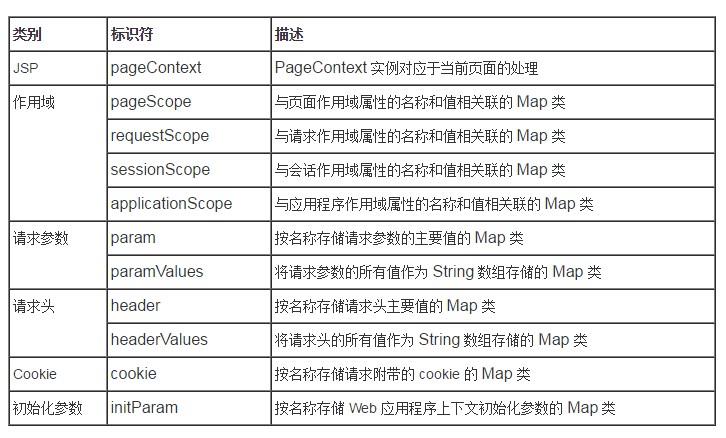 类别 标识符 描述
JSP pageContext PageContext 实例对应于当前页面的处理
作用域 pageScope 与页面作用域属性的名称和值相关联的 Map 类
requestScope 与请求作用域属性的名称和值相关联的 Map 类
sessionScope 与会话作用域属性的名称和值相关联的 Map 类
applicationScope 与应用程序作用域属性的名称和值相关联的 Map 类
请求参数 param 按名称存储请求参数的主要值的 Map 类
paramValues 将请求参数的所有值作为 String 数组存储的 Map 类
请求头 header 按名称存储请求头主要值的 Map 类
headerValues 将请求头的所有值作为 String 数组存储的 Map 类
Cookie cookie 按名称存储请求附带的 cookie 的 Map 类
初始化参数 initParam 按名称存储 Web 应用程序上下文初始化参数的 Map 类